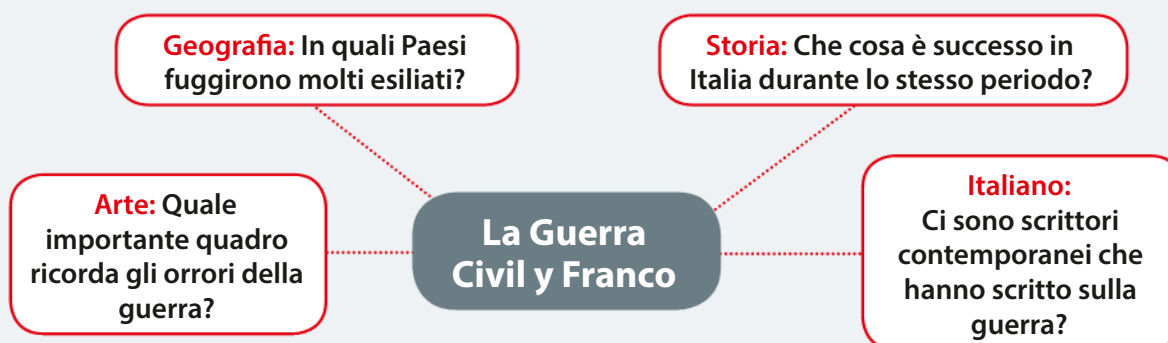 Geografia: In quali Paesi
fuggirono molti esiliati?
Storia: Che cosa è successo in
Italia durante lo stesso periodo?
Arte: Quale
importante quadro
ricorda gli orrori della
guerra?
La Guerra
Civil y Franco
Italiano:
Ci sono scrittori
contemporanei che
hanno scritto sulla
guerra?